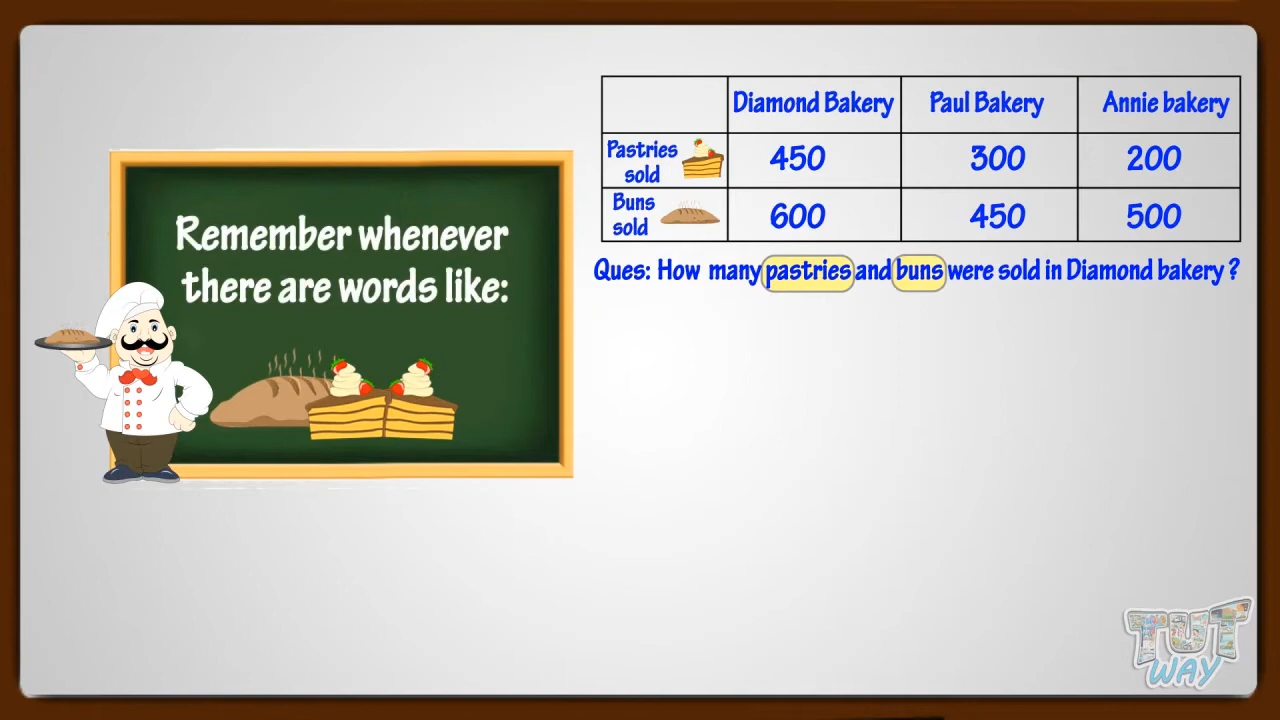 Remember whenever
there are words like:
Diamond Bakery Paul Bakery Annie bakery
Pastries
sold
450 300 200
Buns
sold
600 450 500
Ques: How many pastries and buns were sold in Diamond bakery ?
TUT
WAY